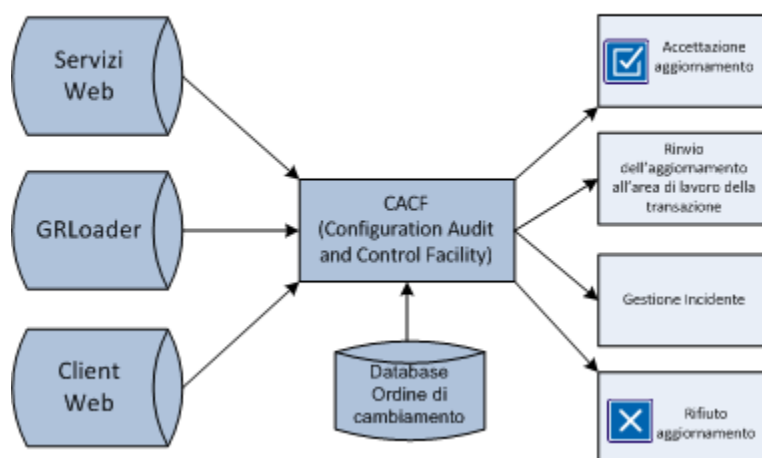 Servizi
Web
GRLoader
Client
Web
CACF
(Configuration Audit
and Control Facility)
Database
Ordine di
cambiamento
Accettazione
aggiornamento
Rinvio
dell'aggiornamento
all'area di lavoro della
transazione
Gestione Incidente
Rifiuto
aggiornamento